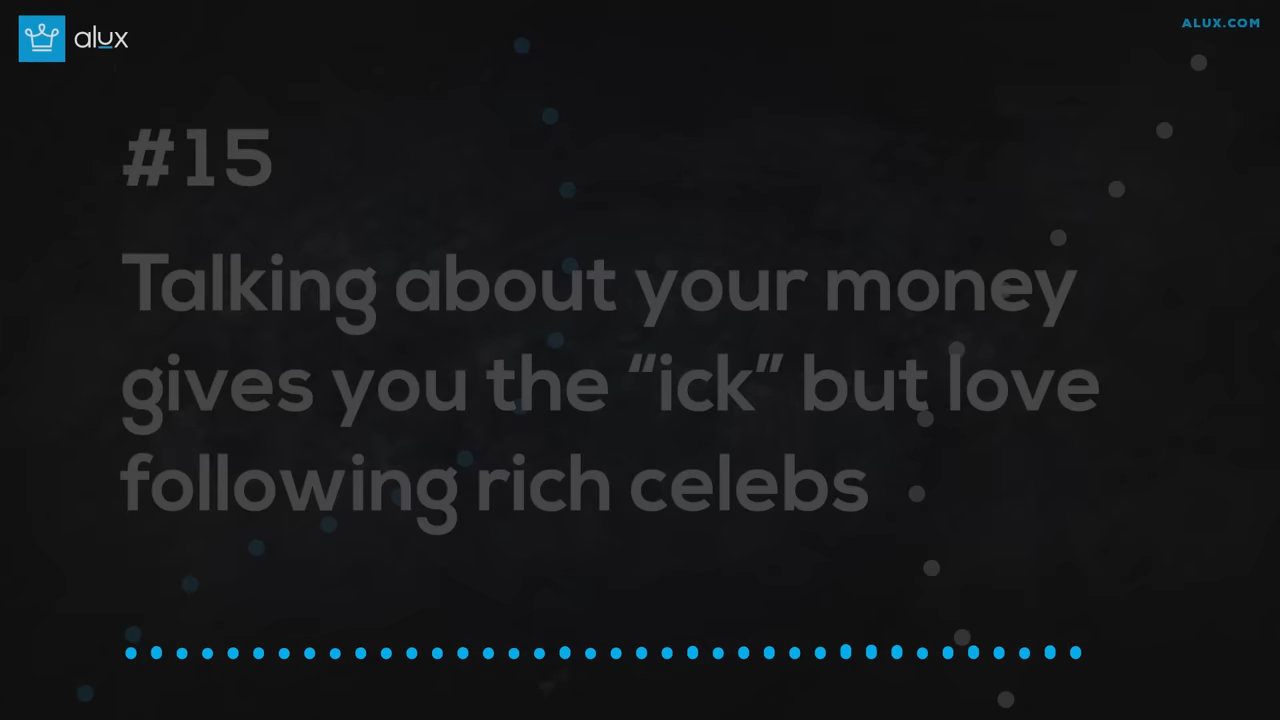 alux
ALUX.COM
#15
Talking about your money
gives you the “ick” but love
following rich celebs